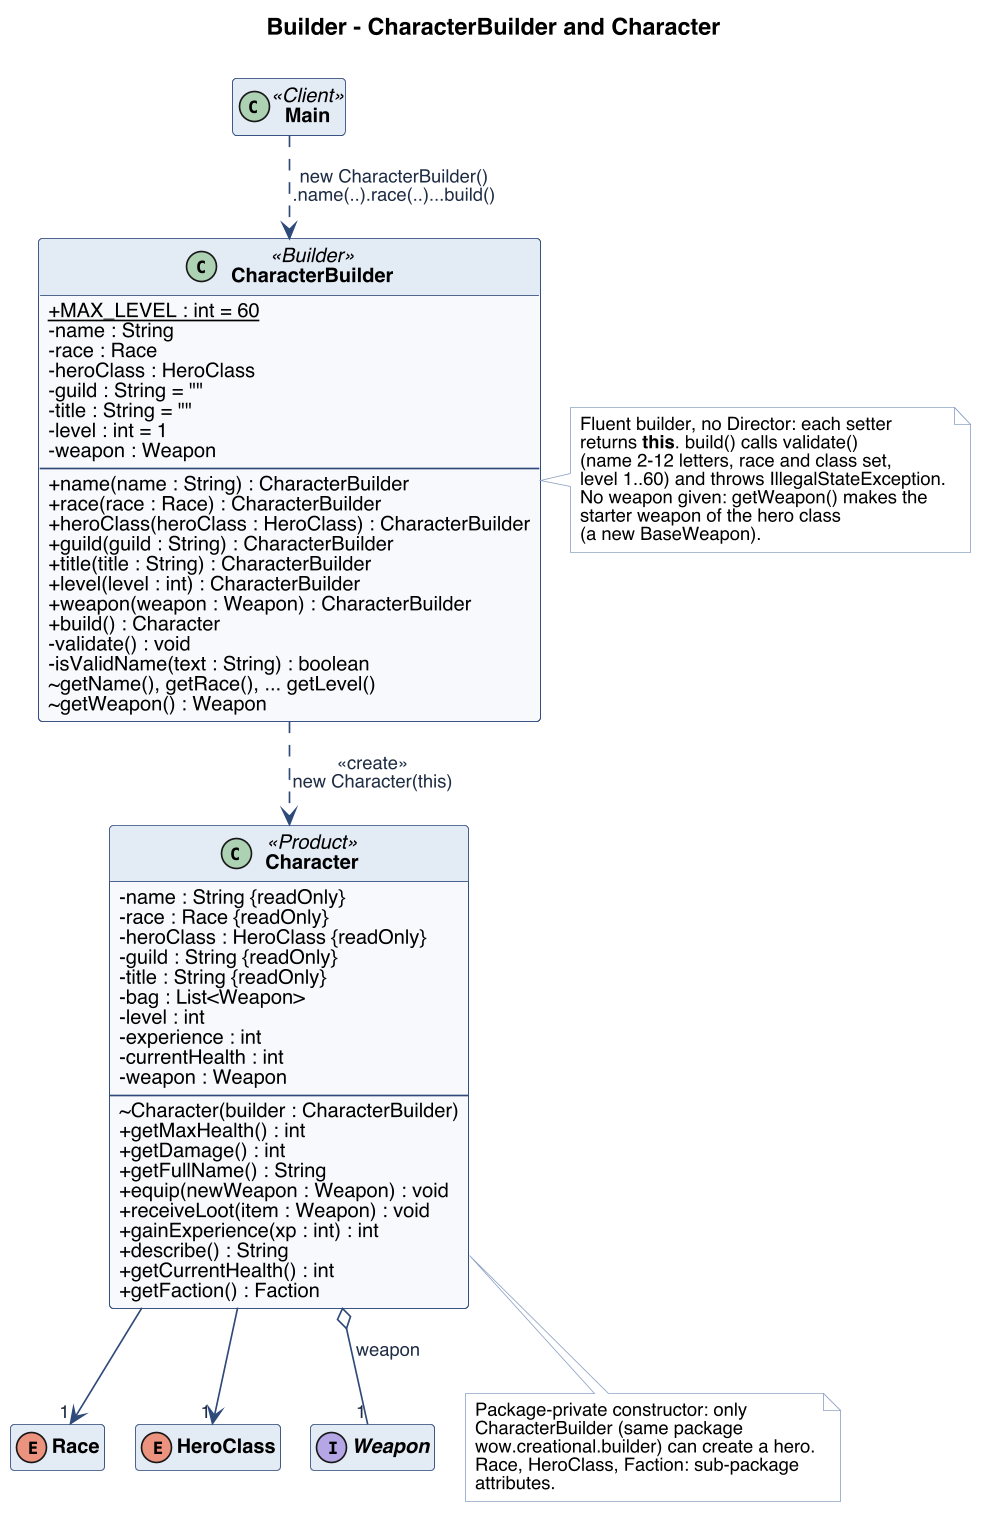 Builder - CharacterBuilder and Character
C
«Client»
Main
new CharacterBuilder()
.name(..).race(..)...build()
C
«Builder»
CharacterBuilder
+MAX_LEVEL : int = 60
-name : String
-race : Race
-heroClass : HeroClass
-guild : String = ""
-title : String = ""
-level : int = 1
-weapon : Weapon
+name(name : String) : CharacterBuilder
+race(race : Race) : CharacterBuilder
+heroClass(heroClass : HeroClass) : CharacterBuilder
+guild(guild : String) : CharacterBuilder
+title(title : String) : CharacterBuilder
+level(level : int) : CharacterBuilder
+weapon(weapon : Weapon) : CharacterBuilder
+build() : Character
-validate() : void
-isValidName(text : String) : boolean
~getName(), getRace(), ... getLevel()
~getWeapon() : Weapon
Fluent builder, no Director: each setter
returns this. build() calls validate()
(name 2-12 letters, race and class set,
level 1..60) and throws IllegalStateException.
No weapon given: getWeapon() makes the
starter weapon of the hero class
(a new BaseWeapon).
«create»
new Character(this)
C
«Product»
Character
-name : String {readOnly}
-race : Race {readOnly}
-heroClass : HeroClass {readOnly}
-guild : String {readOnly}
-title : String {readOnly}
-bag : List<Weapon>
-level : int
-experience : int
-currentHealth : int
-weapon : Weapon
~Character(builder : CharacterBuilder)
+getMaxHealth() : int
+getDamage() : int
+getFullName() : String
+equip(newWeapon : Weapon) : void
+receiveLoot(item : Weapon) : void
+gainExperience(xp : int) : int
+describe() : String
+getCurrentHealth() : int
+getFaction() : Faction
weapon
1
1
1
E Race
E HeroClass
I Weapon
Package-private constructor: only
CharacterBuilder (same package
wow.creational.builder) can create a hero.
Race, HeroClass, Faction: sub-package
attributes.